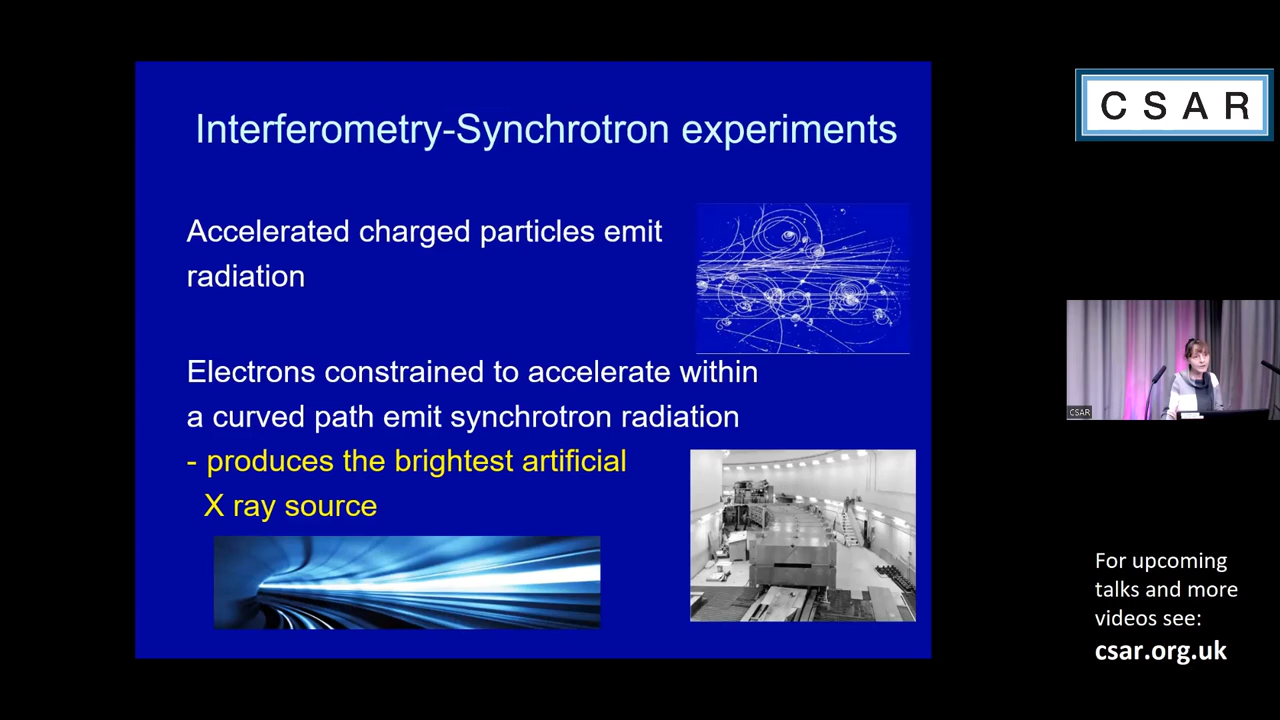 Interferometry-Synchrotron experiments
Accelerated charged particles emit
radiation
Electrons constrained to accelerate within
a curved path emit synchrotron radiation
- produces the brightest artificial
X ray source
CSAR
CSAR
For upcoming
talks and more
videos see:
csar.org.uk